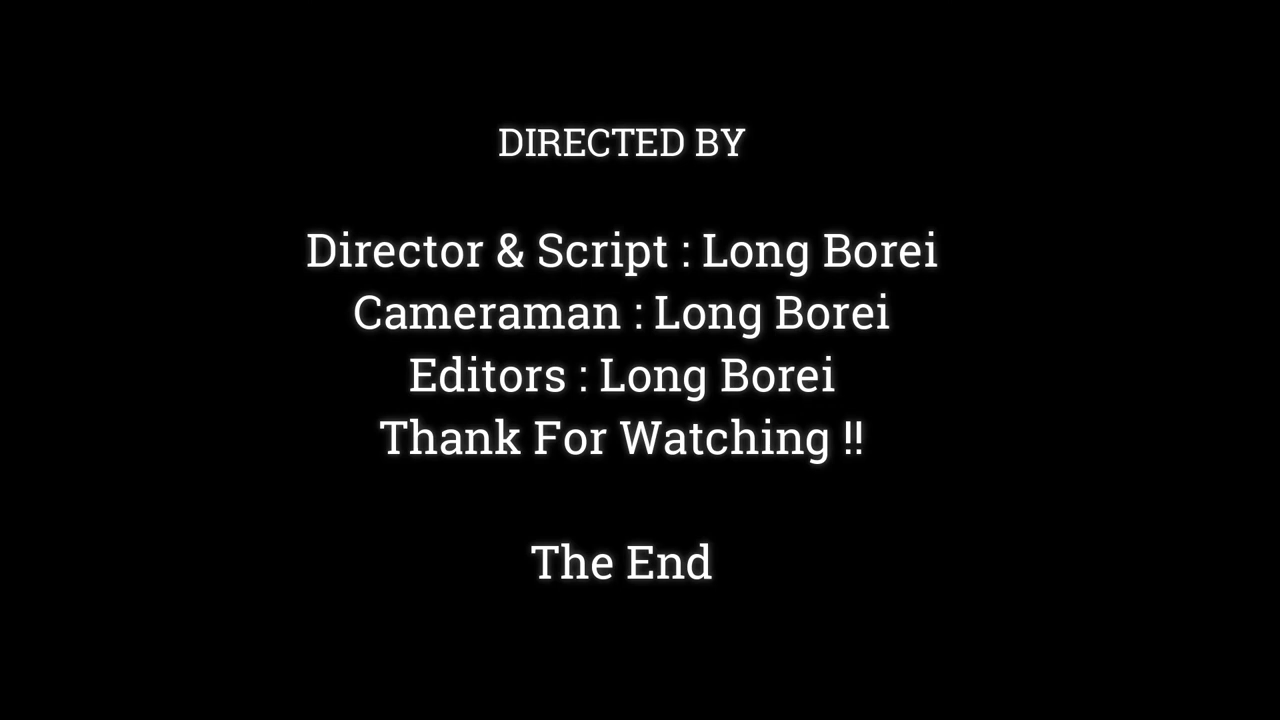 DIRECTED BY
Director & Script : Long Borei
Cameraman : Long Borei
Editors : Long Borei
Thank For Watching !!
The End